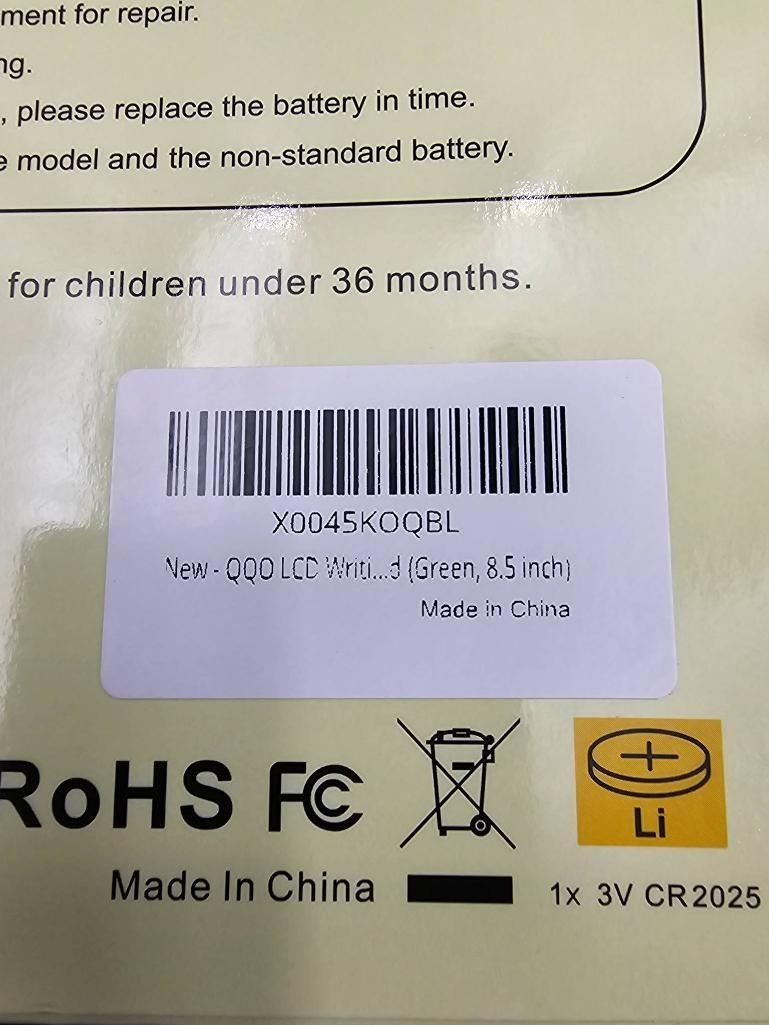 ment for repair.
ng.
, please replace the battery in time.
e model and the non-standard battery.
for children under 36 months.
X0045KOQBL
New - QQO LCD Writi...d (Green, 8.5 inch)
Made in China
RoHS FC
Li
Made In China
1x 3V CR2025